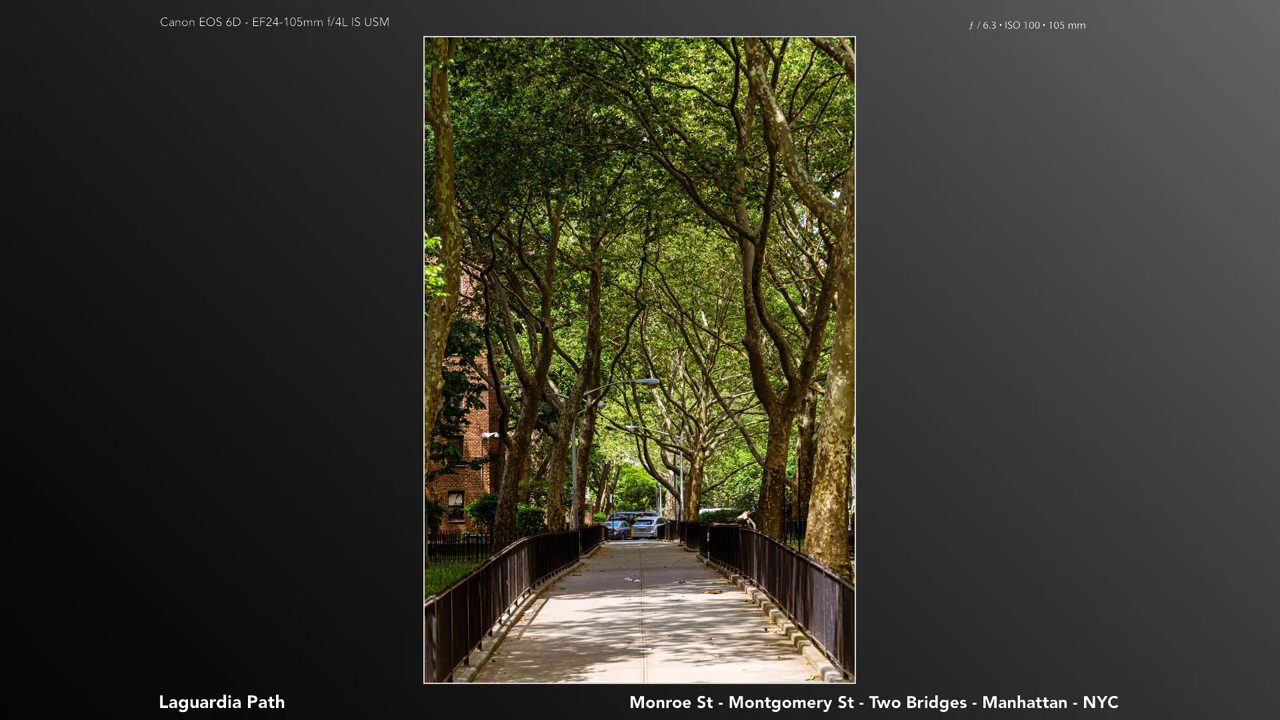 Canon EOS 6D - EF24-105mm f/4L IS USM
ƒ / 6.3 • ISO 100 • 105 mm
Laguardia Path
Monroe St - Montgomery St - Two Bridges - Manhattan - NYC